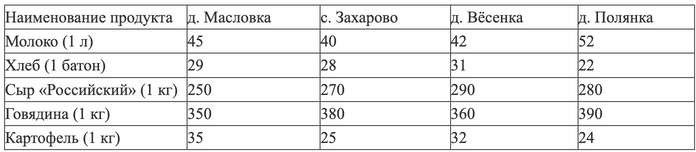 Наименование продукта д. Масловка с. Захарово д. Вёсенка д. Полянка
Молоко (1 л) 45 40 42 52
Хлеб (1 батон) 29 28 31 22
Сыр «Российский» (1 кг) 250 270 290 280
Говядина (1 кг) 350 380 360 390
Картофель (1 кг) 35 25 32 24